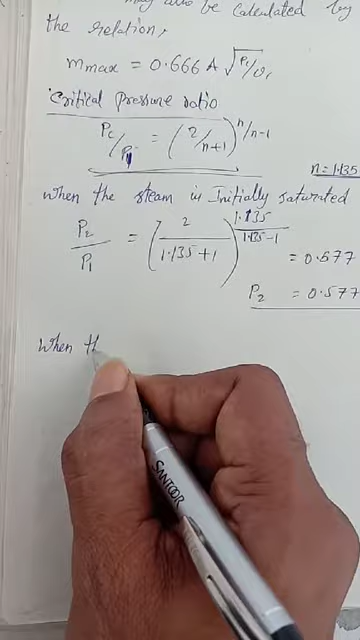 may also be calculated by
the relation,
mmax = 0.666 A √P₁/v₁
Critical Pressure ratio
Pc/P₁ = (2/n+1)^n/n-1
n=1.135
when the steam is Initially saturated
P₂/P₁ = (2/1.135+1)^1.135/1.135-1
= 0.577
P₂ = 0.577
When th
SANTOOR